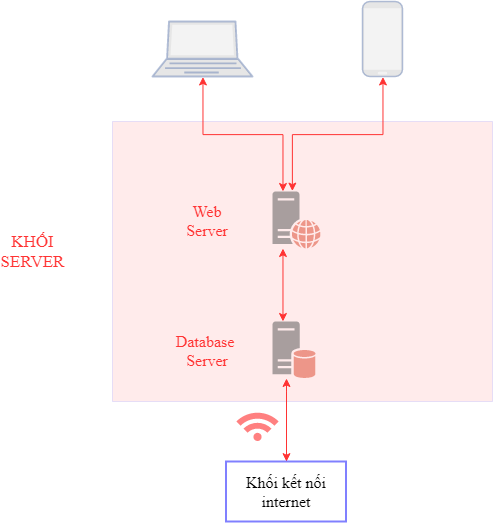 Web
Server
KHỐI
SERVER
Database
Server
Khối kết nối
internet